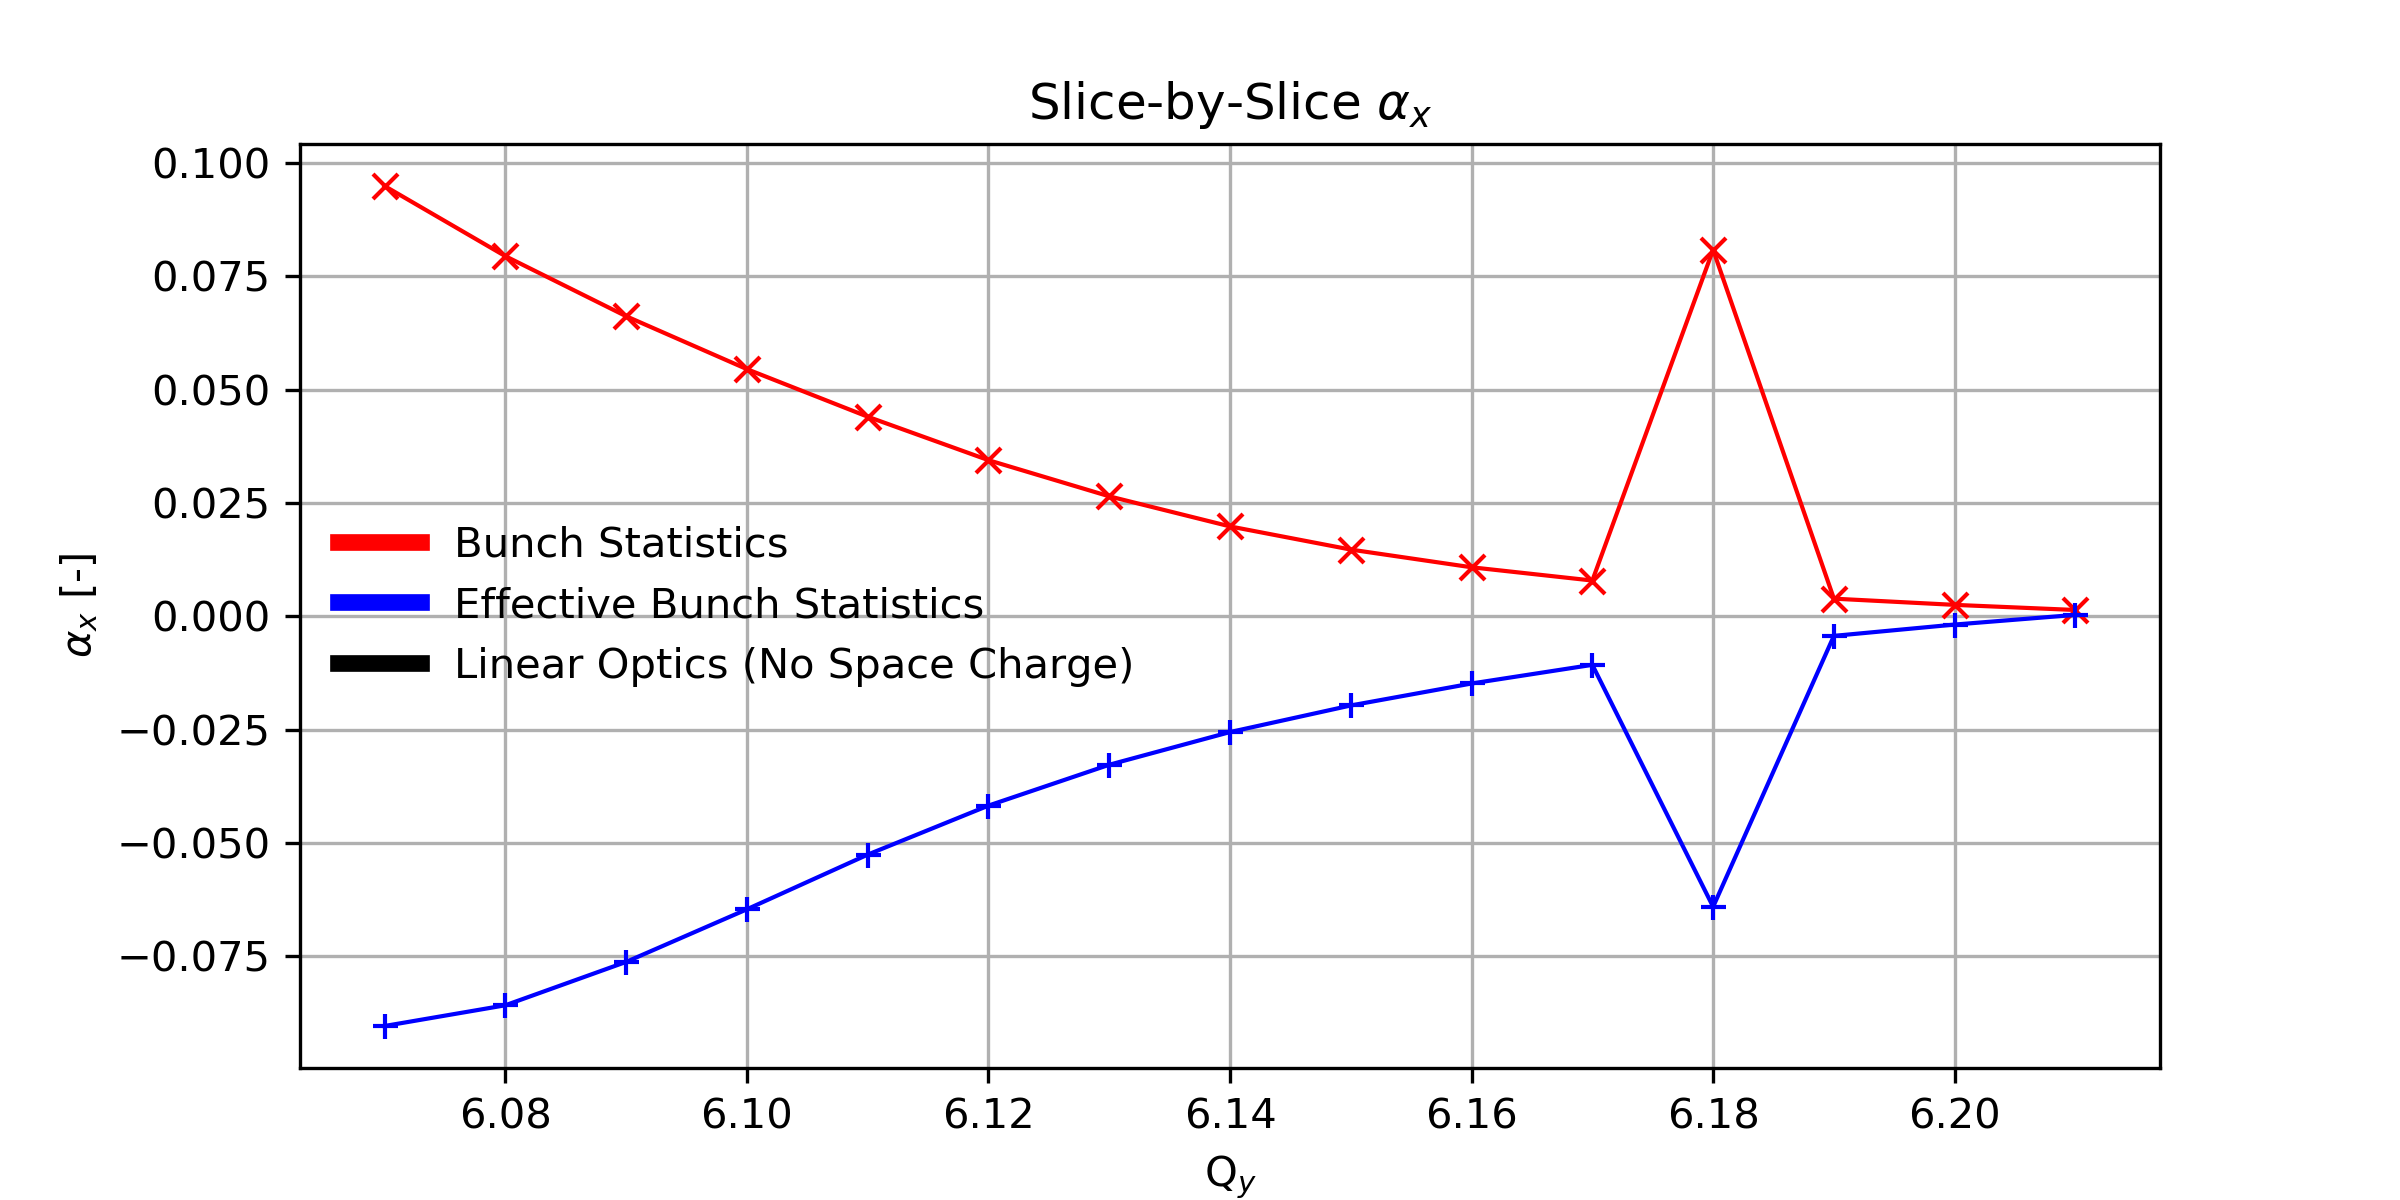 Slice-by-Slice αₓ
0.100
0.075
0.050
0.025
0.000
−0.025
−0.050
−0.075
αₓ [-]
Bunch Statistics
Effective Bunch Statistics
Linear Optics (No Space Charge)
6.08 6.10 6.12 6.14 6.16 6.18 6.20
Q_y